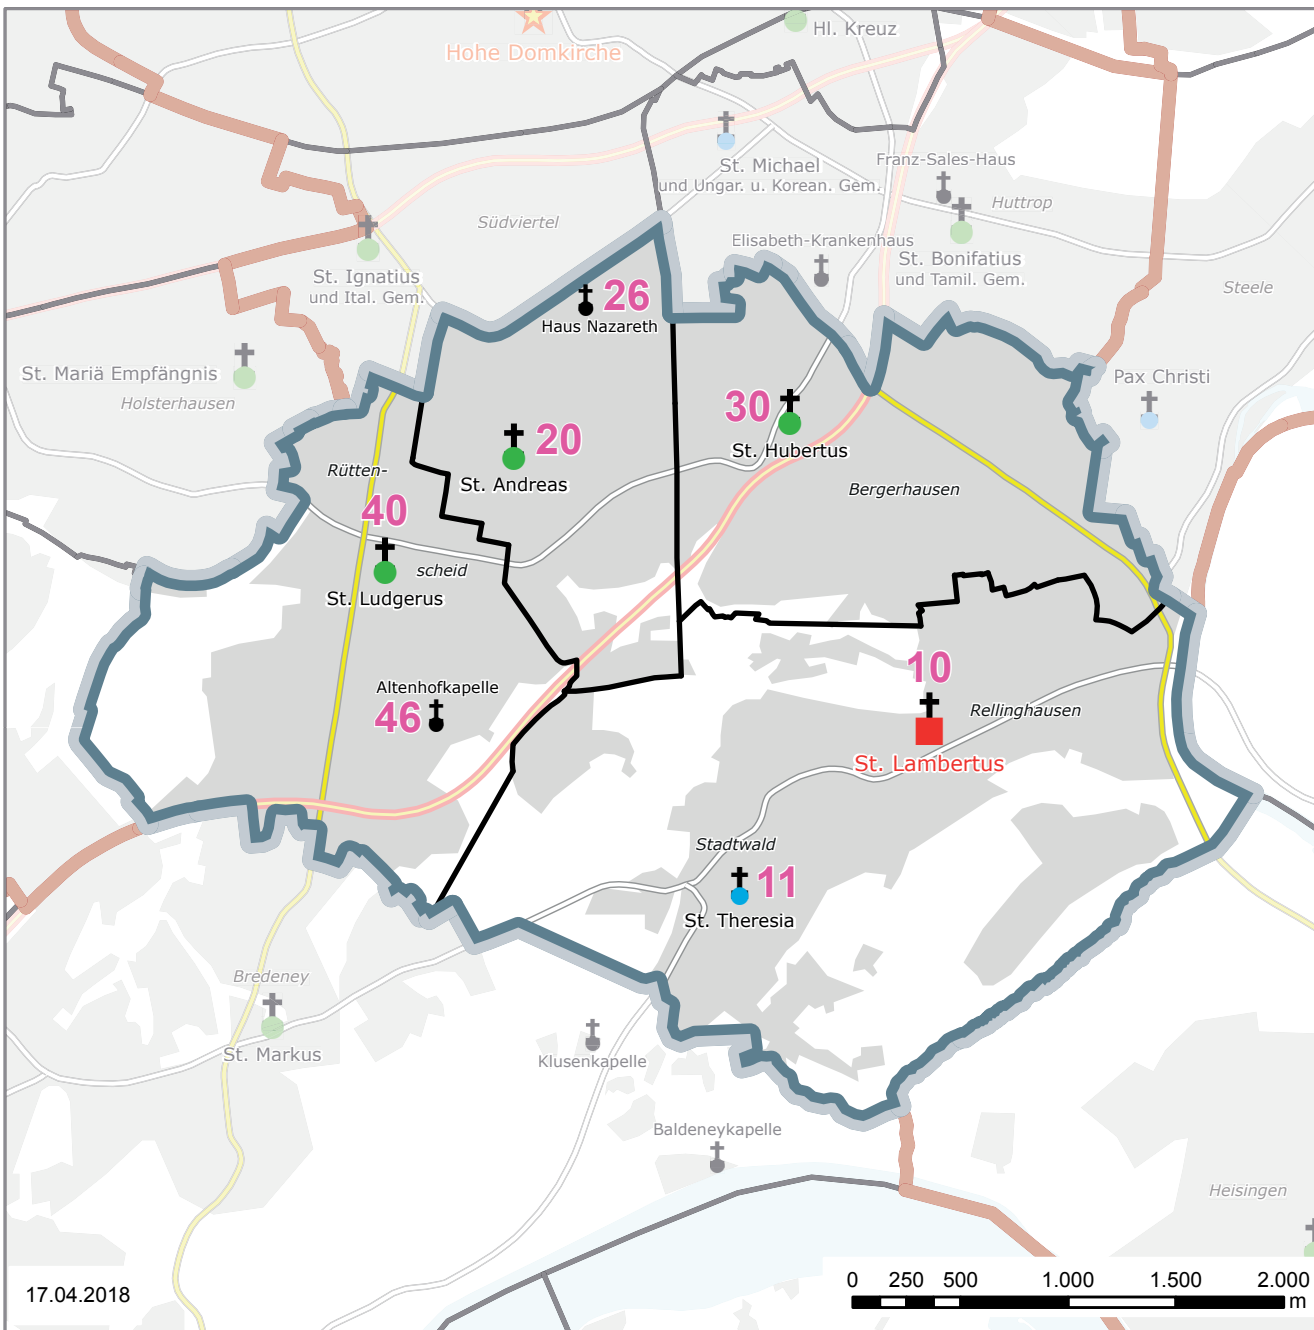 Hl. Kreuz
Hohe Domkirche
St. Michael
und Ungar. u. Korean. Gem.
Franz-Sales-Haus
Huttrop
Südviertel
Elisabeth-Krankenhaus
St. Bonifatius
und Tamil. Gem.
St. Ignatius
und Ital. Gem.
Steele
26
Haus Nazareth
St. Mariä Empfängnis
Holsterhausen
Pax Christi
30
St. Hubertus
20
St. Andreas
Rütten-
Bergerhausen
40
scheid
St. Ludgerus
10
Altenhofkapelle
46
Rellinghausen
St. Lambertus
Stadtwald
11
St. Theresia
Bredeney
St. Markus
Klusenkapelle
Baldeneykapelle
Heisingen
17.04.2018
0 250 500 1.000 1.500 2.000
m